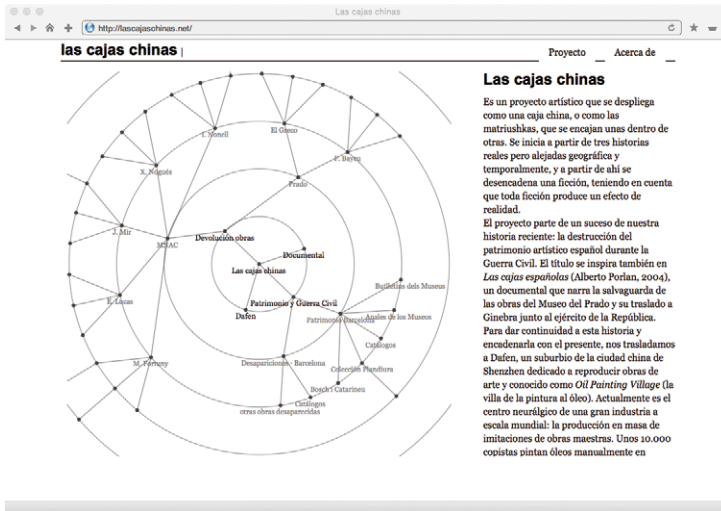 Las cajas chinas
http://lascajaschinas.net/
las cajas chinas
Proyecto
Acerca de
I. Nonell
El Greco
F. Bayeu
X. Nogués
Prado
J. Mir
MNAC
Devolución obras
Documental
Las cajas chinas
Butlletins dels Museus
E. Lucas
Patrimonio y Guerra Civil
Dafen
Patrimonio Barcelona
Anales de los Museos
Catálogos
M. Fortuny
Desapariciones - Barcelona
Colección Plandiura
Bosch i Catarineu
Catálogos
otras obras desaparecidas
Las cajas chinas
Es un proyecto artístico que se despliega
como una caja china, o como las
matriushkas, que se encajan unas dentro de
otras. Se inicia a partir de tres historias
reales pero alejadas geográfica y
temporalmente, y a partir de ahí se
desencadena una ficción, teniendo en cuenta
que toda ficción produce un efecto de
realidad.
El proyecto parte de un suceso de nuestra
historia reciente: la destrucción del
patrimonio artístico español durante la
Guerra Civil. El título se inspira también en
Las cajas españolas (Alberto Porlan, 2004),
un documental que narra la salvaguarda de
las obras del Museo del Prado y su traslado a
Ginebra junto al ejército de la República.
Para dar continuidad a esta historia y
encadenarla con el presente, nos trasladamos
a Dafen, un suburbio de la ciudad china de
Shenzhen dedicado a reproducir obras de
arte y conocido como Oil Painting Village (la
villa de la pintura al óleo). Actualmente es el
centro neurálgico de una gran industria a
escala mundial: la producción en masa de
imitaciones de obras maestras. Unos 10.000
copistas pintan óleos manualmente en